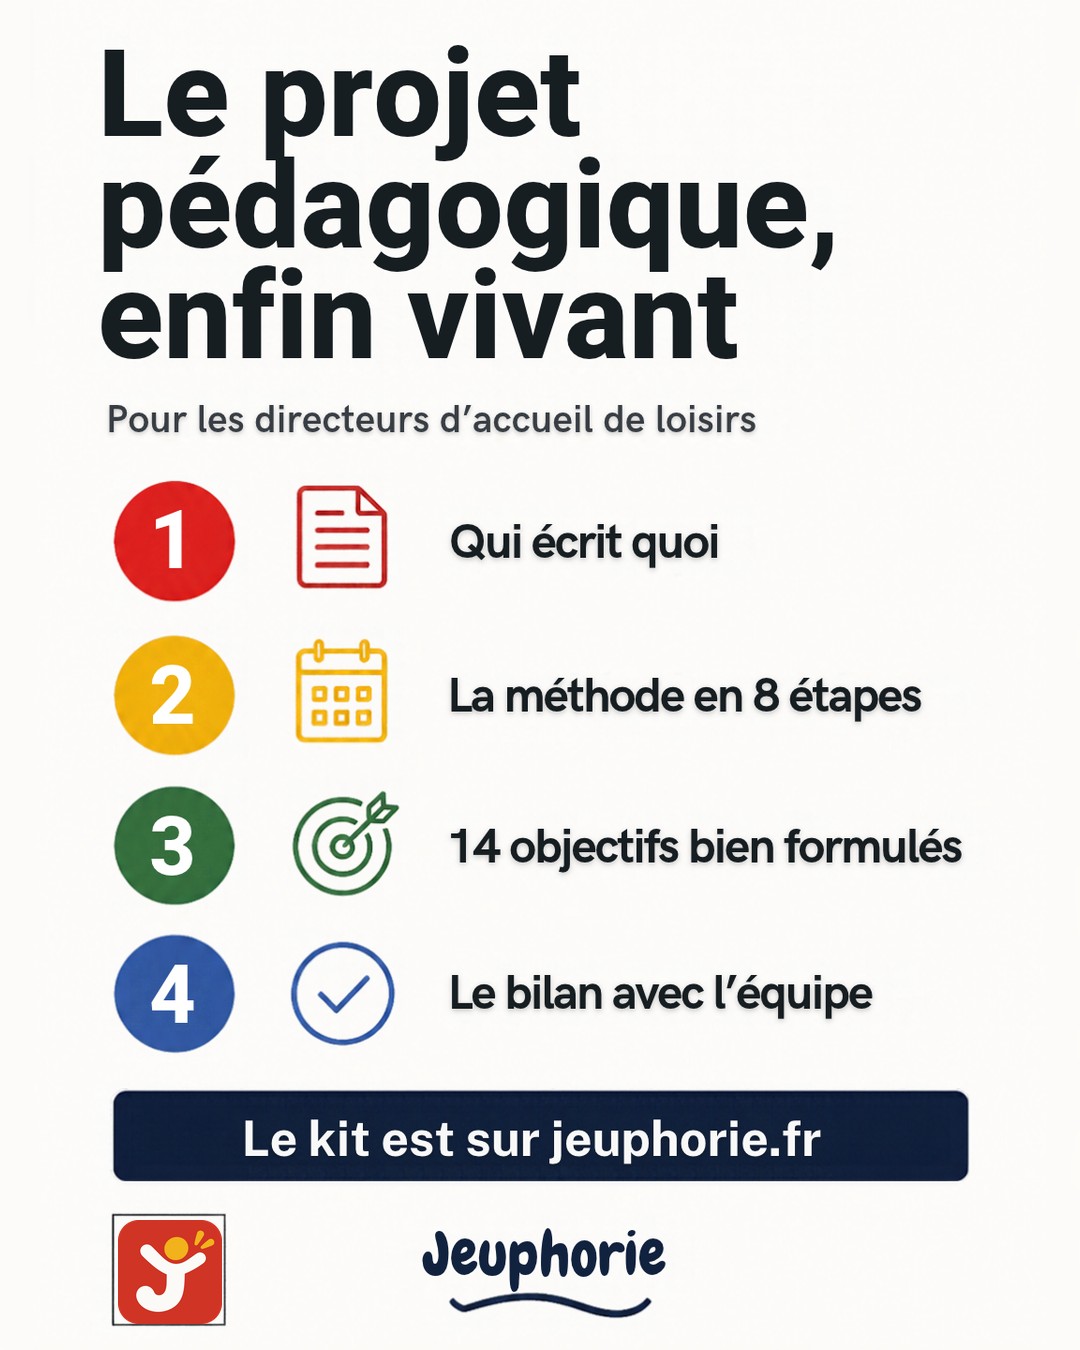 Le projet
pédagogique,
enfin vivant
Pour les directeurs d’accueil de loisirs
1 Qui écrit quoi
2 La méthode en 8 étapes
3 14 objectifs bien formulés
4 Le bilan avec l’équipe
Le kit est sur jeuphorie.fr
Jeuphorie